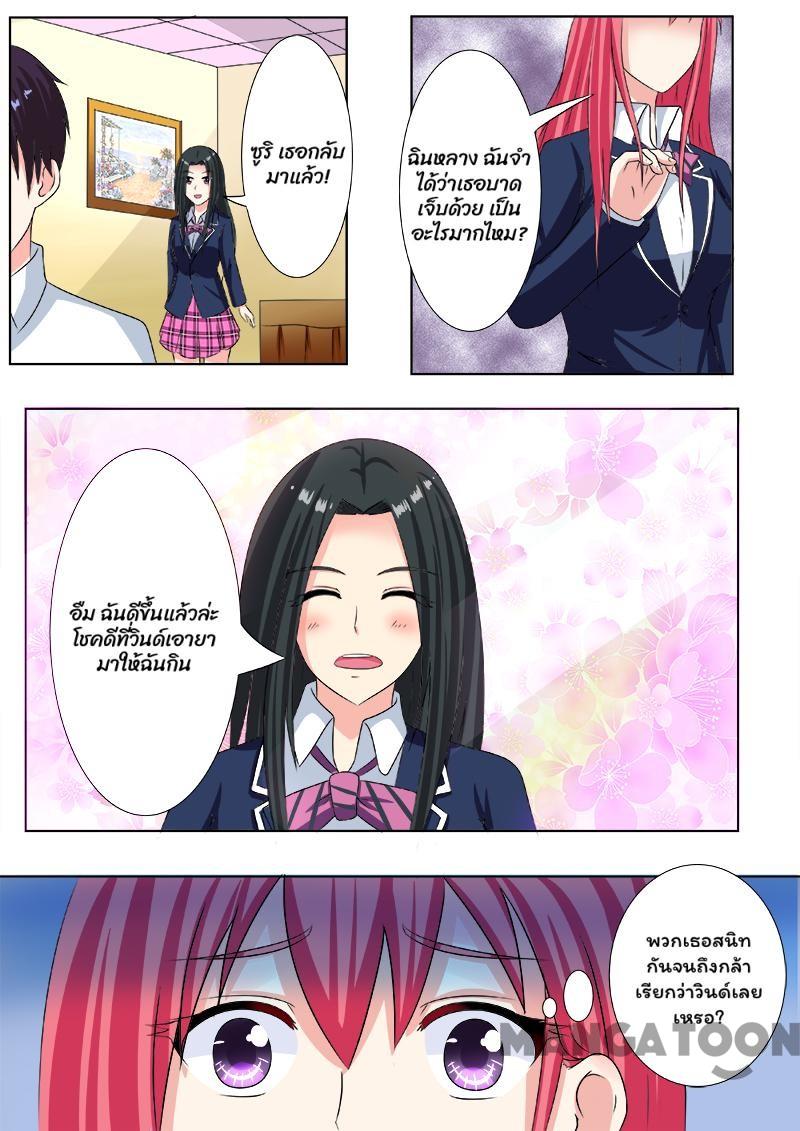 ซูริ เธอกลับ
มาแล้ว!
ฉินหลาง ฉันจำ
ได้ว่าเธอบาด
เจ็บด้วย เป็น
อะไรมากไหม?
อืม ฉันดีขึ้นแล้วล่ะ
โชคดีที่วินด์เอายา
มาให้ฉันกิน
พวกเธอสนิท
กันจนถึงกล้า
เรียกว่าวินด์เลย
เหรอ?
MANGATOON